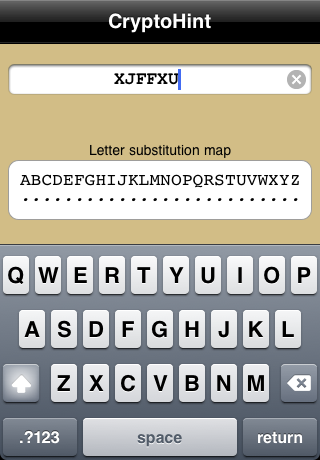 CryptoHint
XJFFXU
Letter substitution map
ABCDEFGHIJKLMNOPQRSTUVWXYZ
..........................
Q W E R T Y U I O P
A S D F G H J K L
Z X C V B N M
.?123 space return